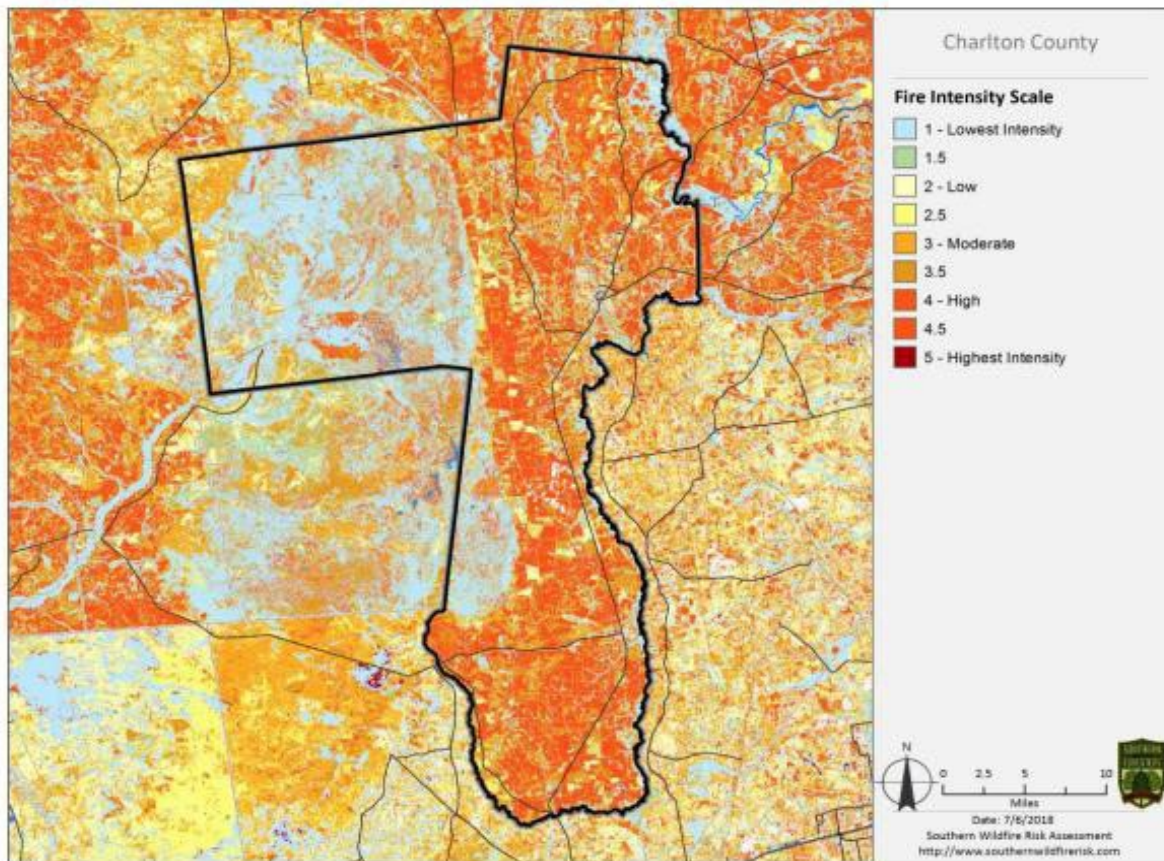 Charlton County
Fire Intensity Scale
1 - Lowest Intensity
1.5
2 - Low
2.5
3 - Moderate
3.5
4 - High
4.5
5 - Highest Intensity
N
0 2.5 5 10
Miles
Date: 7/6/2018
Southern Wildfire Risk Assessment
http://www.southernwildfirerisk.com